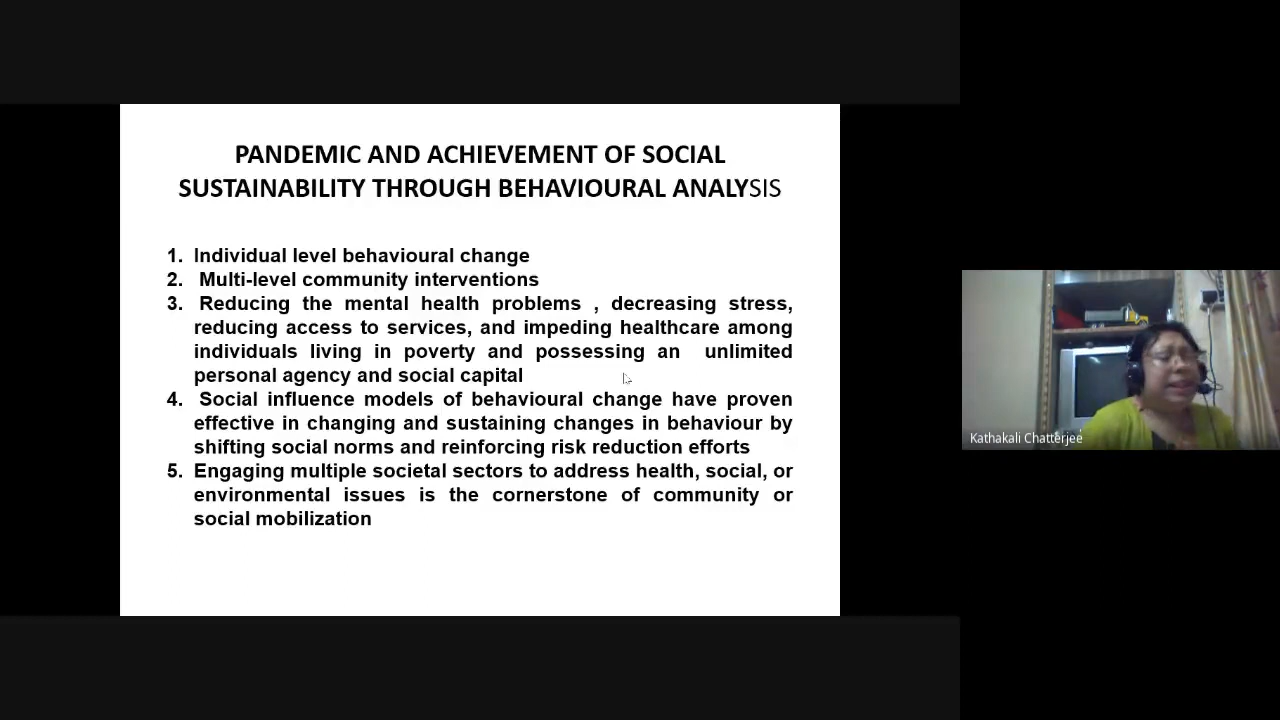 PANDEMIC AND ACHIEVEMENT OF SOCIAL
SUSTAINABILITY THROUGH BEHAVIOURAL ANALYSIS
1. Individual level behavioural change
2. Multi-level community interventions
3. Reducing the mental health problems , decreasing stress,
reducing access to services, and impeding healthcare among
individuals living in poverty and possessing an unlimited
personal agency and social capital
4. Social influence models of behavioural change have proven
effective in changing and sustaining changes in behaviour by
shifting social norms and reinforcing risk reduction efforts
5. Engaging multiple societal sectors to address health, social, or
environmental issues is the cornerstone of community or
social mobilization
Kathakali Chatterjee